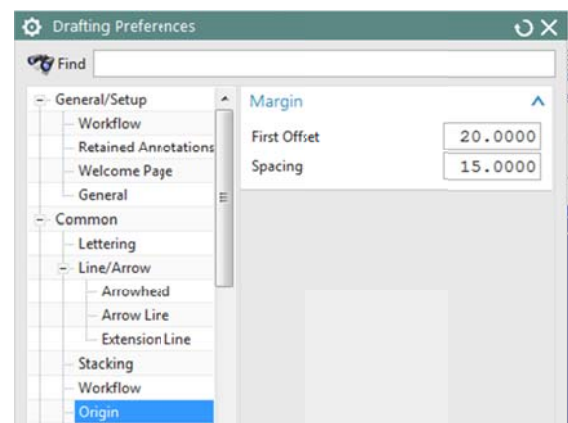 Drafting Preferences
Find
General/Setup
Workflow
Retained Annotations
Welcome Page
General
Common
Lettering
Line/Arrow
Arrowhead
Arrow Line
Extension Line
Stacking
Workflow
Origin
Margin
First Offset 20.0000
Spacing 15.0000